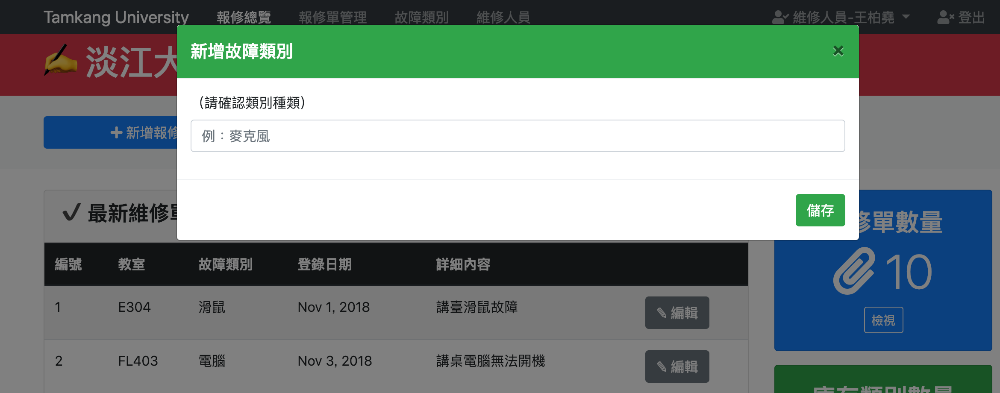 Tamkang University 報修總覽 報修單管理 故障類別 維修人員 維修人員-王柏堯 登出
淡江大
新增故障類別 ×
(請確認類別種類)
例：麥克風
新增報修
儲存
最新維修單
修單數量
10
檢視
編號 教室 故障類別 登錄日期 詳細內容
1 E304 滑鼠 Nov 1, 2018 講臺滑鼠故障 編輯
2 FL403 電腦 Nov 3, 2018 講桌電腦無法開機 編輯
類別數量